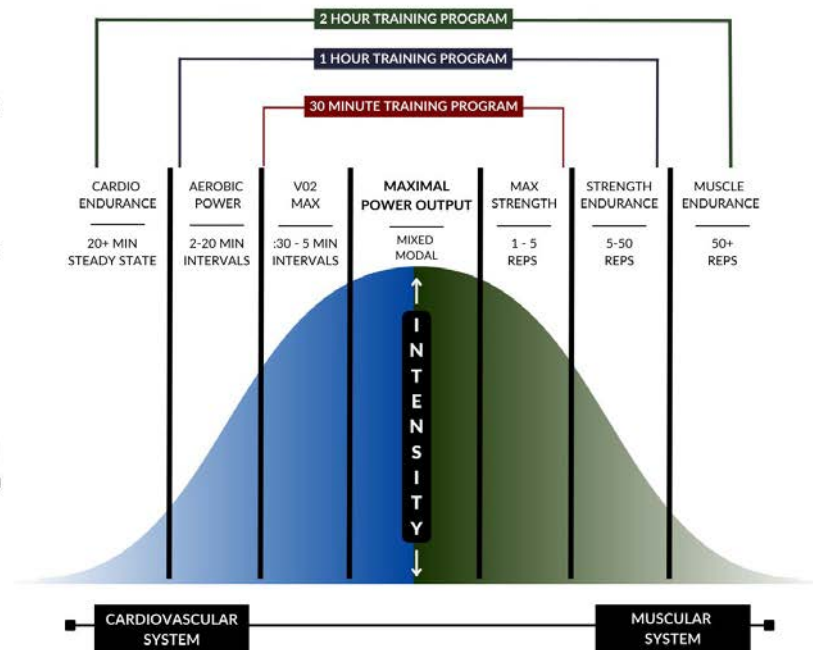 2 HOUR TRAINING PROGRAM
1 HOUR TRAINING PROGRAM
30 MINUTE TRAINING PROGRAM
CARDIO
ENDURANCE
20+ MIN
STEADY STATE
AEROBIC
POWER
2-20 MIN
INTERVALS
V02
MAX
:30 - 5 MIN
INTERVALS
MAXIMAL
POWER OUTPUT
MIXED
MODAL
MAX
STRENGTH
1 - 5
REPS
STRENGTH
ENDURANCE
5-50
REPS
MUSCLE
ENDURANCE
50+
REPS
INTENSITY
CARDIOVASCULAR
SYSTEM
MUSCULAR
SYSTEM